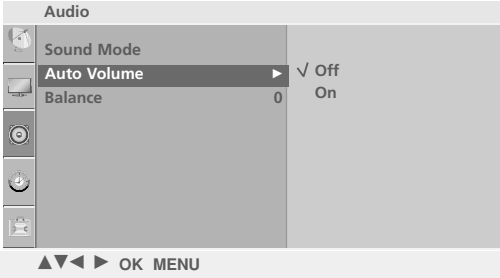 Audio
Sound Mode
Auto Volume ► √ Off
On
Balance 0
▲▼◄ ► OK MENU